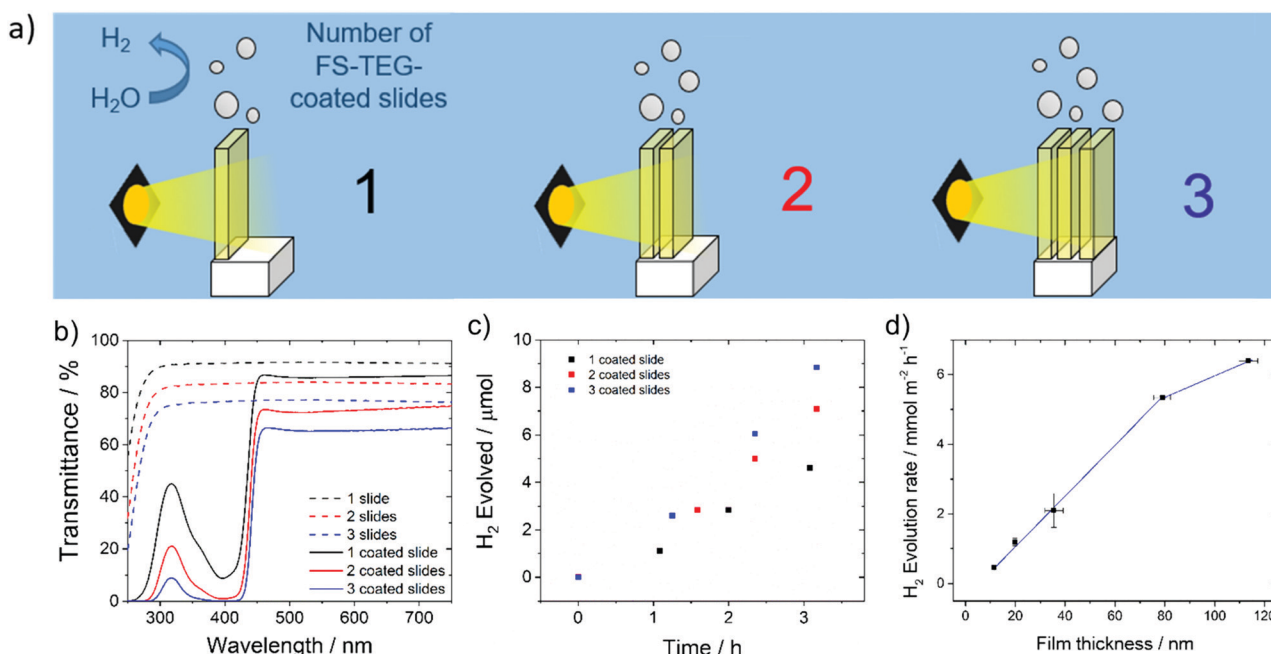 a)
H₂
H₂O
Number of
FS-TEG-
coated slides
1
2
3
b)
100
80
60
40
20
0
Transmittance / %
300 400 500 600 700
Wavelength / nm
1 slide
2 slides
3 slides
1 coated slide
2 coated slides
3 coated slides
c)
10
8
6
4
2
0
H₂ Evolved / μmol
0 1 2 3
Time / h
1 coated slide
2 coated slides
3 coated slides
d)
6
4
2
0
H₂ Evolution rate / mmol m⁻² h⁻¹
0 20 40 60 80 100 120
Film thickness / nm